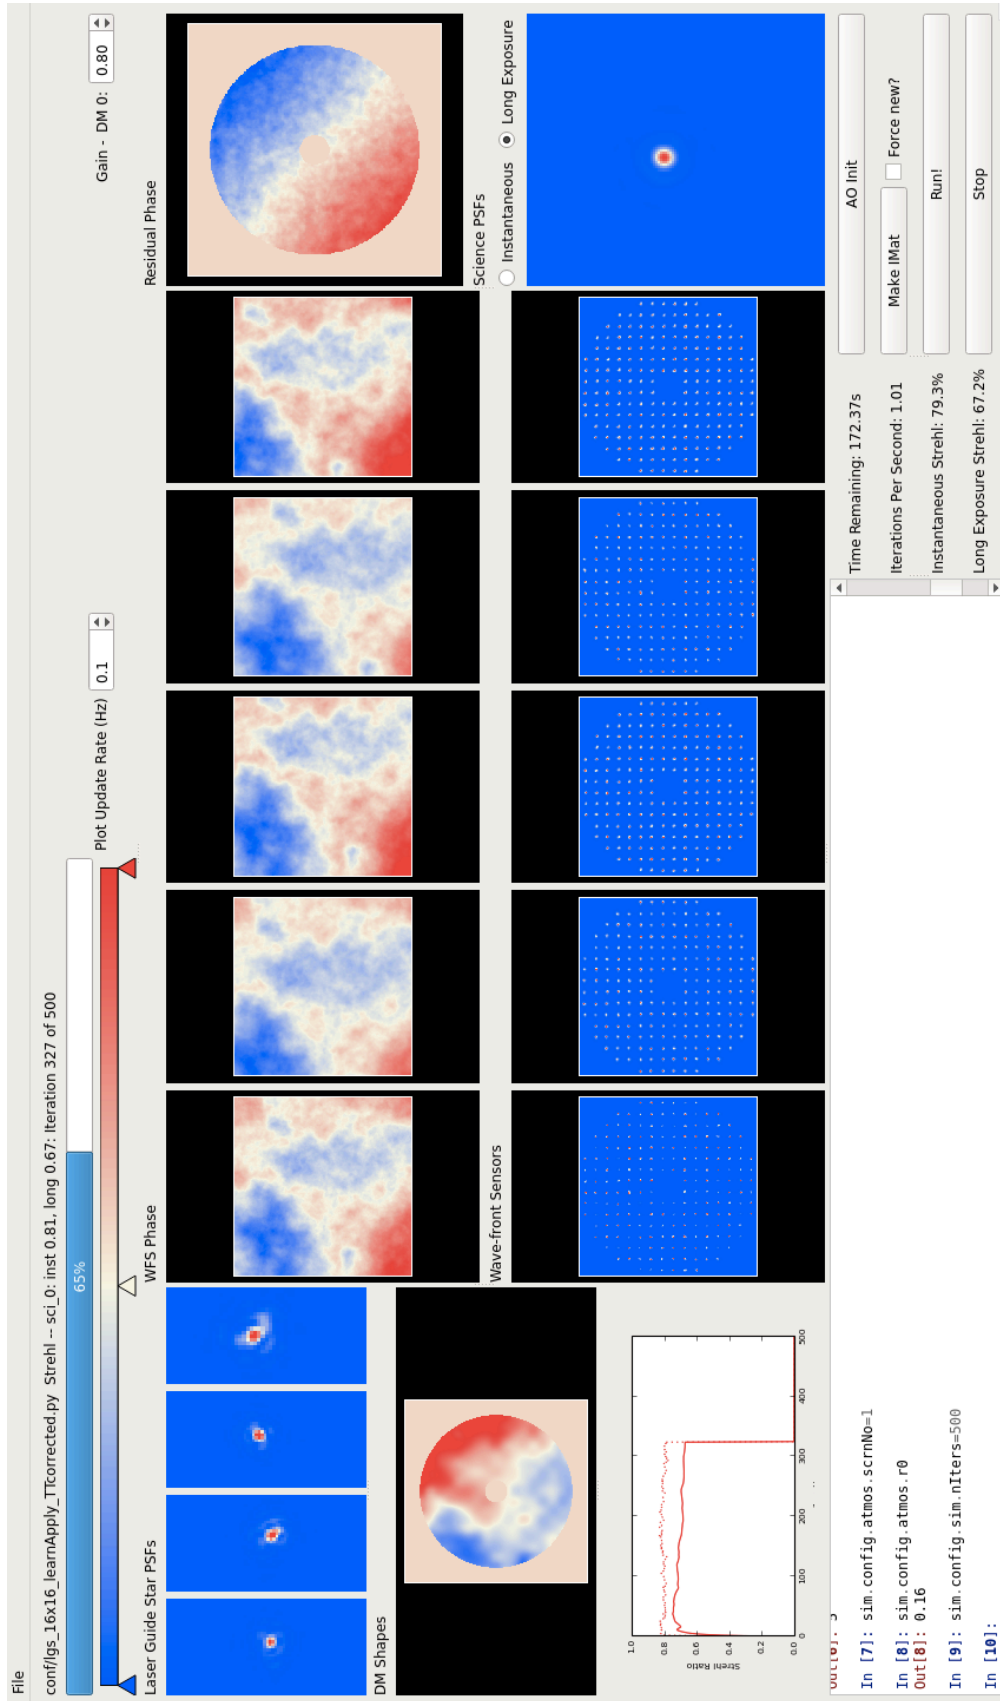 File
conf/lgs_16x16_learnApply_TTcorrected.py Strehl -- sci_0: inst 0.81, long 0.67: Iteration 327 of 500
65%
Plot Update Rate (Hz) 0.1
Gain - DM 0: 0.80
Laser Guide Star PSFs
WFS Phase
Residual Phase
DM Shapes
Wave-front Sensors
Science PSFs
Instantaneous
Long Exposure
Strehl Ratio
1.0
0.8
0.6
0.4
0.2
0.0
0 100 200 300 400 500
In [7]: sim.config.atmos.scrnNo=1
In [8]: sim.config.atmos.r0
Out[8]: 0.16
In [9]: sim.config.sim.nIters=500
In [10]:
Time Remaining: 172.37s
Iterations Per Second: 1.01
Instantaneous Strehl: 79.3%
Long Exposure Strehl: 67.2%
AO Init
Make IMat
Force new?
Run!
Stop